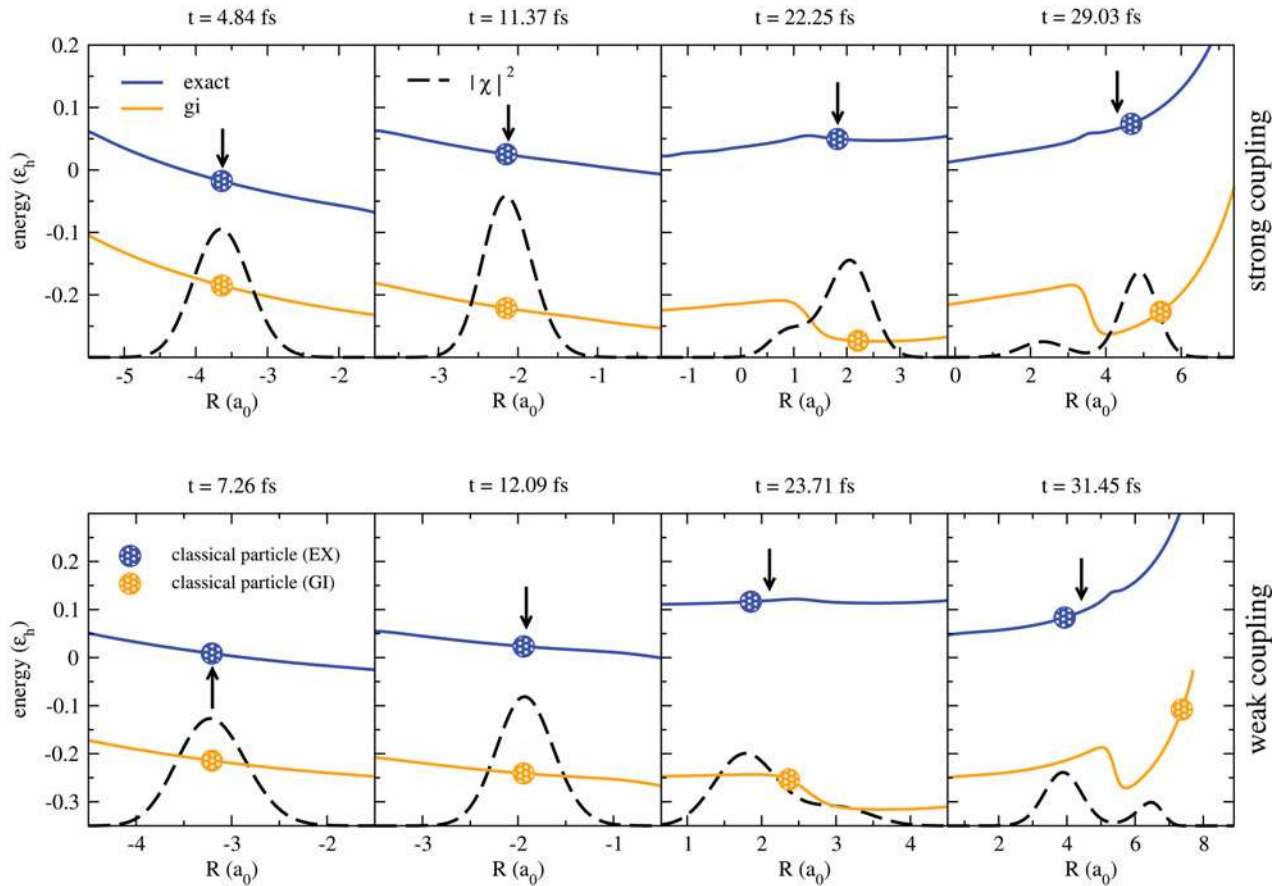 t = 4.84 fs
t = 11.37 fs
t = 22.25 fs
t = 29.03 fs
0.2
0.1
0
-0.1
-0.2
energy (ε_h)
exact
gi
|χ|²
strong coupling
-5 -4 -3 -2
-2 -1
-1 0 1 2 3
0 2 4 6
R (a₀)
R (a₀)
R (a₀)
R (a₀)
t = 7.26 fs
t = 12.09 fs
t = 23.71 fs
t = 31.45 fs
0.2
0.1
0
-0.1
-0.2
-0.3
energy (ε_h)
classical particle (EX)
classical particle (GI)
weak coupling
-4 -3 -2
-3 -2 -1
1 2 3 4
2 4 6 8
R (a₀)
R (a₀)
R (a₀)
R (a₀)